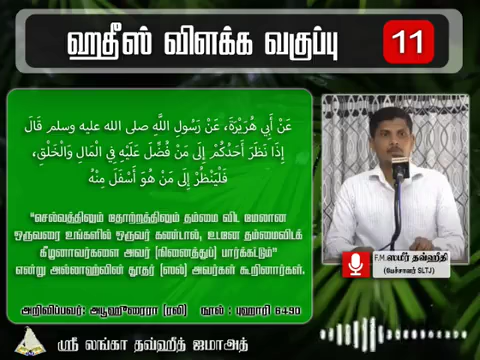 ஹதீஸ் விளக்க வகுப்பு 11
عَنْ أَبِي هُرَيْرَةَ، عَنْ رَسُولِ اللَّهِ صلى الله عليه وسلم قَالَ
إِذَا نَظَرَ أَحَدُكُمْ إِلَى مَنْ فُضِّلَ عَلَيْهِ فِي الْمَالِ وَالْخَلْقِ،
فَلْيَنْظُرْ إِلَى مَنْ هُوَ أَسْفَلَ مِنْهُ
“செல்வத்திலும் தோற்றத்திலும் தம்மை விட மேலான
ஒருவரை உங்களில் ஒருவர் கண்டால், உடனே தம்மைவிடக்
கீழானவர்களை அவர் [நினைத்துப்] பார்க்கட்டும்”
என்று அல்லாஹ்வின் தூதர் [ஸல்] அவர்கள் கூறினார்கள்.
அறிவிப்பவர்: அபூஹுரைரா [ரலி] நூல் : புஹாரி 6490
F.M.ஸமீர் தவ்ஹீதி
(பேச்சாளர் SLTJ)
ஸ்ரீ லங்கா தவ்ஹீத் ஜமாஅத்